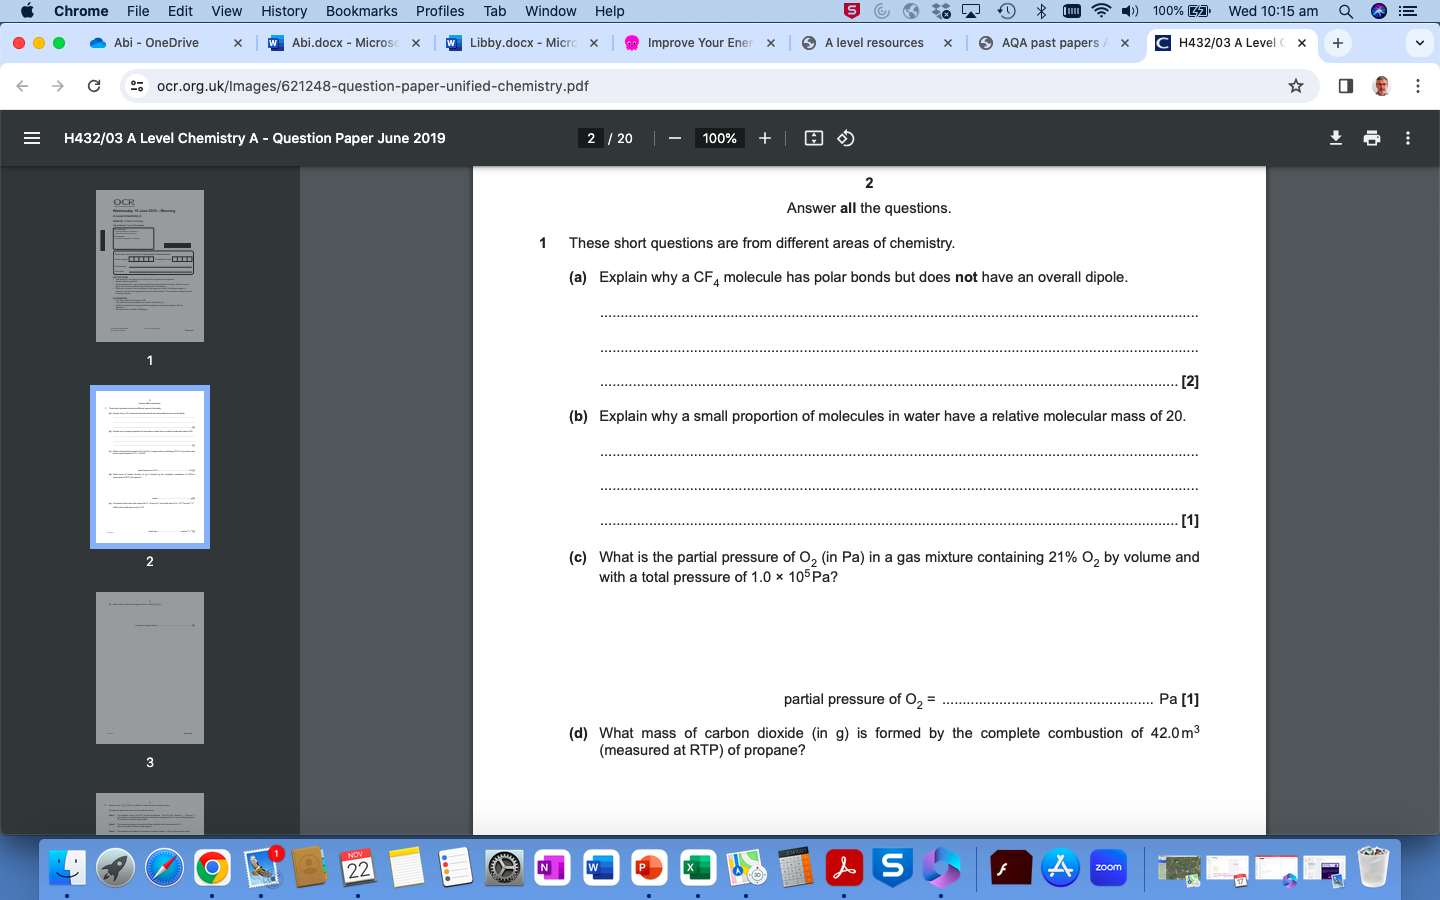 Chrome File Edit View History Bookmarks Profiles Tab Window Help 100% Wed 10:15 am
Abi - OneDrive Abi.docx - Microso Libby.docx - Micro Improve Your Ener A level resources AQA past papers A H432/03 A Level C
ocr.org.uk/Images/621248-question-paper-unified-chemistry.pdf
H432/03 A Level Chemistry A - Question Paper June 2019 2 / 20 100%
2
Answer all the questions.
1 These short questions are from different areas of chemistry.
(a) Explain why a CF₄ molecule has polar bonds but does not have an overall dipole.
[2]
(b) Explain why a small proportion of molecules in water have a relative molecular mass of 20.
[1]
(c) What is the partial pressure of O₂ (in Pa) in a gas mixture containing 21% O₂ by volume and
with a total pressure of 1.0 × 10⁵ Pa?
partial pressure of O₂ = .................................................. Pa [1]
(d) What mass of carbon dioxide (in g) is formed by the complete combustion of 42.0 m³
(measured at RTP) of propane?
OCR
1
2
3
1
NOV
22
zoom
17